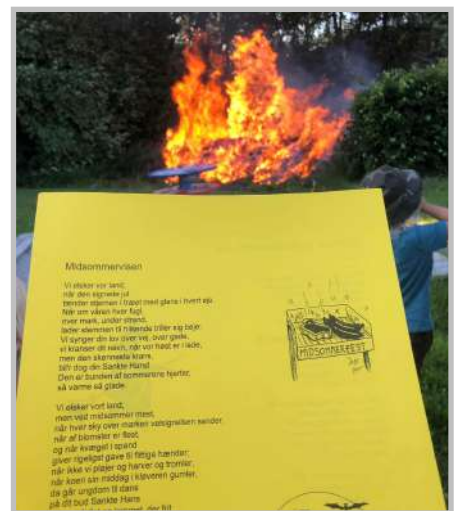 Midsommervisen
Vi elsker vor land,
når den signede jul
tænder stjernen i træet med glans i hvert øje.
Når om våren hver fugl,
over mark, under strand,
lader stemmen til hilsende triller sig bøje:
Vi synger din lov over vej, over gade,
vi kranser dit navn, når vor høst er i lade,
men den skønneste krans,
bli'r dog din Sankte Hans!
Den er bunden af sommerens hjerter,
så varme så glade.
Vi elsker vort land,
men ved midsommer mest,
når hver sky over marken velsignelsen sender,
når af blomster er flest,
og når kvæget i spand
giver rigeligst gave til flittige hænder;
når ikke vi pløjer og harver og tromler,
når koen sin middag i kløveren gumler,
da går ungdom til dans
på dit bud Sankte Hans
MIDSOMMERFEST